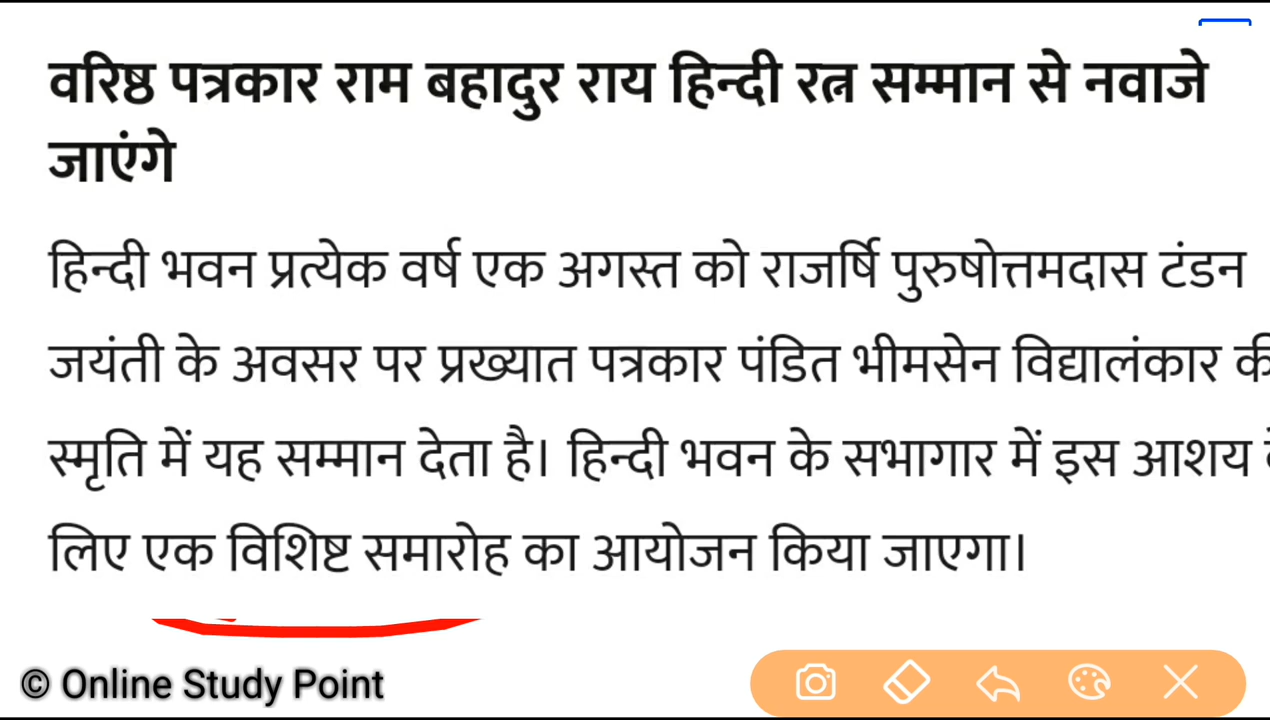 वरिष्ठ पत्रकार राम बहादुर राय हिन्दी रत्न सम्मान से नवाजे
जाएंगे
हिन्दी भवन प्रत्येक वर्ष एक अगस्त को राजर्षि पुरुषोत्तमदास टंडन
जयंती के अवसर पर प्रख्यात पत्रकार पंडित भीमसेन विद्यालंकार की
स्मृति में यह सम्मान देता है। हिन्दी भवन के सभागार में इस आशय
लिए एक विशिष्ट समारोह का आयोजन किया जाएगा।
© Online Study Point